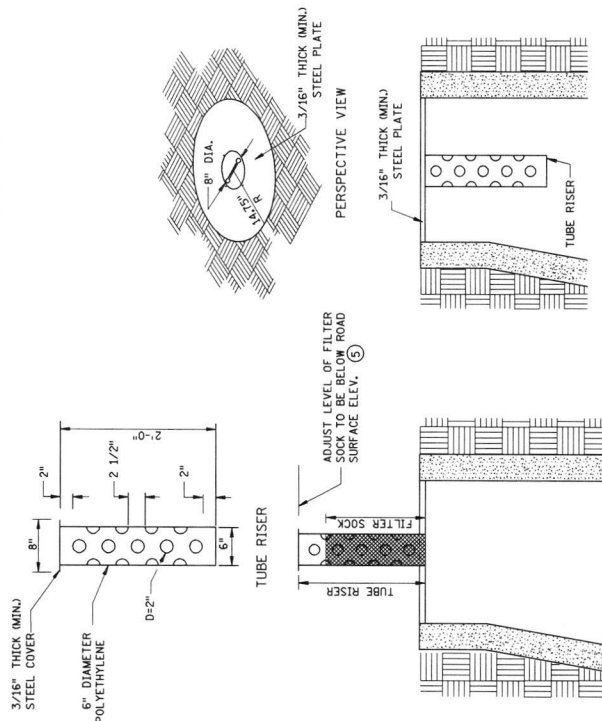 3/16" THICK (MIN.)
STEEL COVER
6" DIAMETER
POLYETHYLENE
8"
2"
2 1/2"
2"
2'-0"
D=2"
6"
TUBE RISER
8" DIA.
14.75"
R
3/16" THICK (MIN.)
STEEL PLATE
PERSPECTIVE VIEW
ADJUST LEVEL OF FILTER
SOCK TO BE BELOW ROAD
SURFACE ELEV. 5
TUBE RISER
FILTER SOCK
3/16" THICK (MIN.)
STEEL PLATE
TUBE RISER